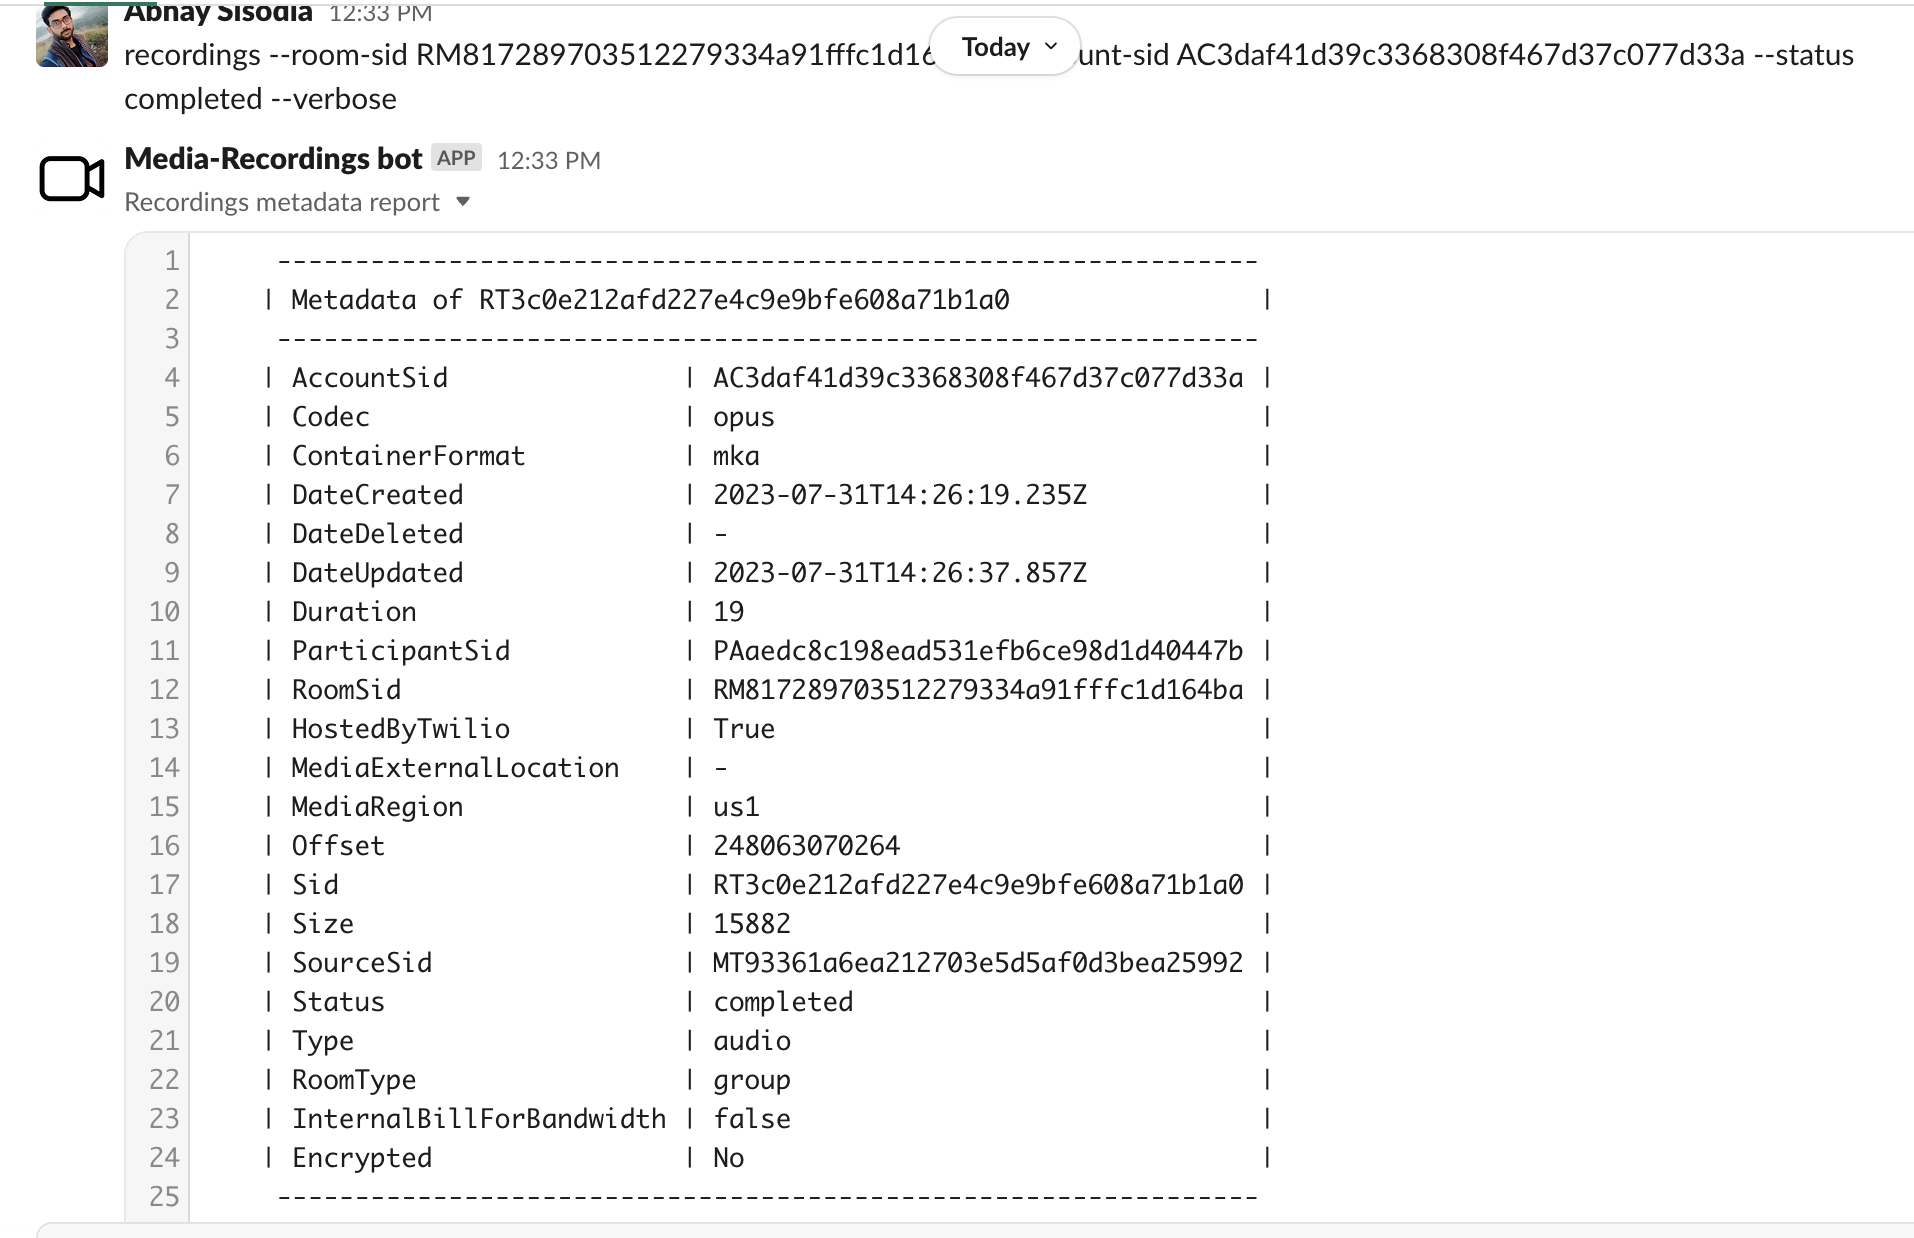 Abhay Sisodia 12:33 PM
Today
recordings --room-sid RM817289703512279334a91fffc1d16 unt-sid AC3daf41d39c3368308f467d37c077d33a --status
completed --verbose
Media-Recordings bot APP 12:33 PM
Recordings metadata report
1 ---------------------------------------------------------------
2 | Metadata of RT3c0e212afd227e4c9e9bfe608a71b1a0 |
3 ---------------------------------------------------------------
4 | AccountSid | AC3daf41d39c3368308f467d37c077d33a |
5 | Codec | opus |
6 | ContainerFormat | mka |
7 | DateCreated | 2023-07-31T14:26:19.235Z |
8 | DateDeleted | - |
9 | DateUpdated | 2023-07-31T14:26:37.857Z |
10 | Duration | 19 |
11 | ParticipantSid | PAaedc8c198ead531efb6ce98d1d40447b |
12 | RoomSid | RM817289703512279334a91fffc1d164ba |
13 | HostedByTwilio | True |
14 | MediaExternalLocation | - |
15 | MediaRegion | us1 |
16 | Offset | 248063070264 |
17 | Sid | RT3c0e212afd227e4c9e9bfe608a71b1a0 |
18 | Size | 15882 |
19 | SourceSid | MT93361a6ea212703e5d5af0d3bea25992 |
20 | Status | completed |
21 | Type | audio |
22 | RoomType | group |
23 | InternalBillForBandwidth | false |
24 | Encrypted | No |
25 ---------------------------------------------------------------